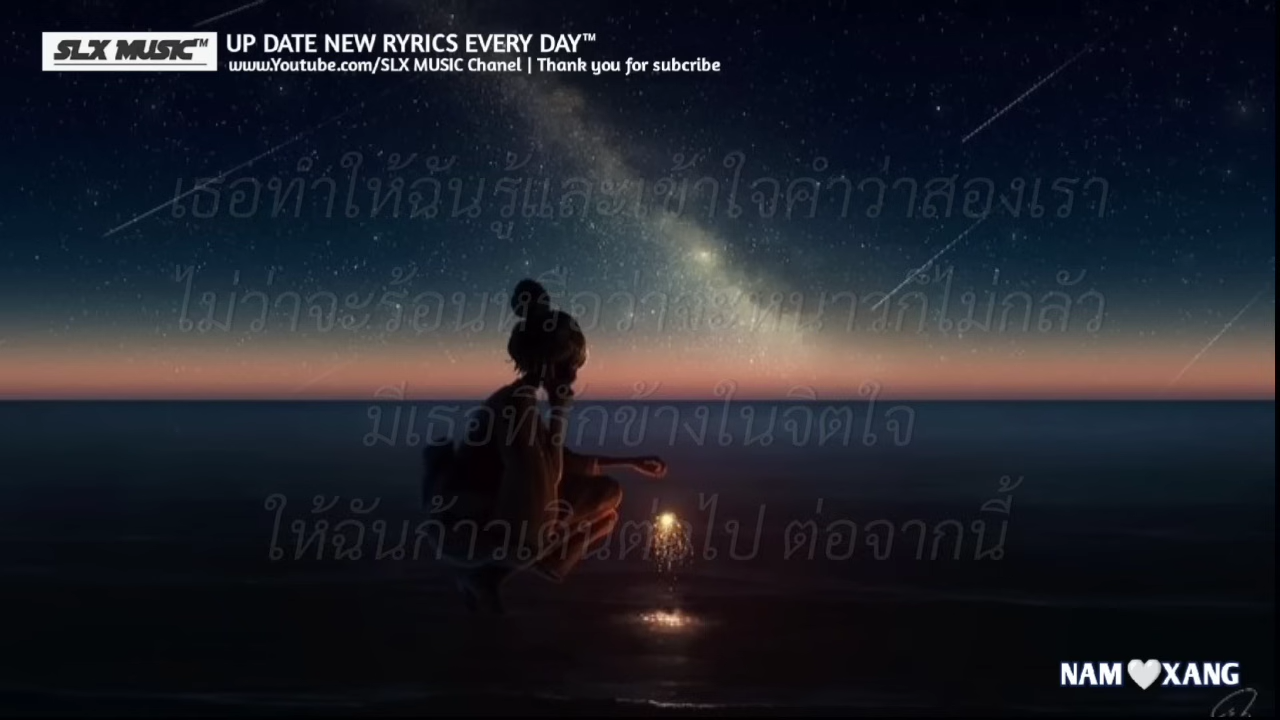 SLX MUSIC™
UP DATE NEW RYRICS EVERY DAY™
www.Youtube.com/SLX MUSIC Chanel | Thank you for subcribe
เธอทำให้ฉันรู้และเข้าใจคำว่าสองเรา
ไม่ว่าจะร้อนหรือว่าจะหนาวก็ไม่กลัว
มีเธอที่รักข้างในจิตใจ
ให้ฉันก้าวเดินต่อไป ต่อจากนี้
NAM🤍XANG